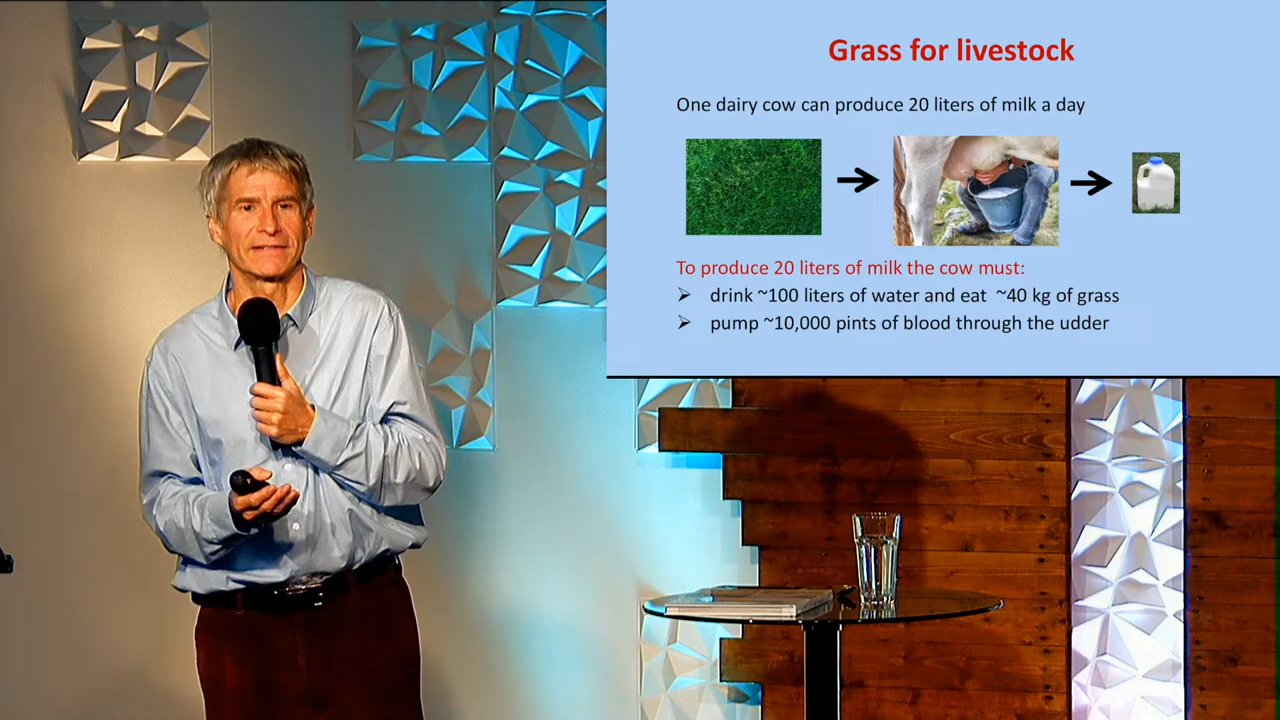 Grass for livestock
One dairy cow can produce 20 liters of milk a day
To produce 20 liters of milk the cow must:
➢ drink ~100 liters of water and eat ~40 kg of grass
➢ pump ~10,000 pints of blood through the udder